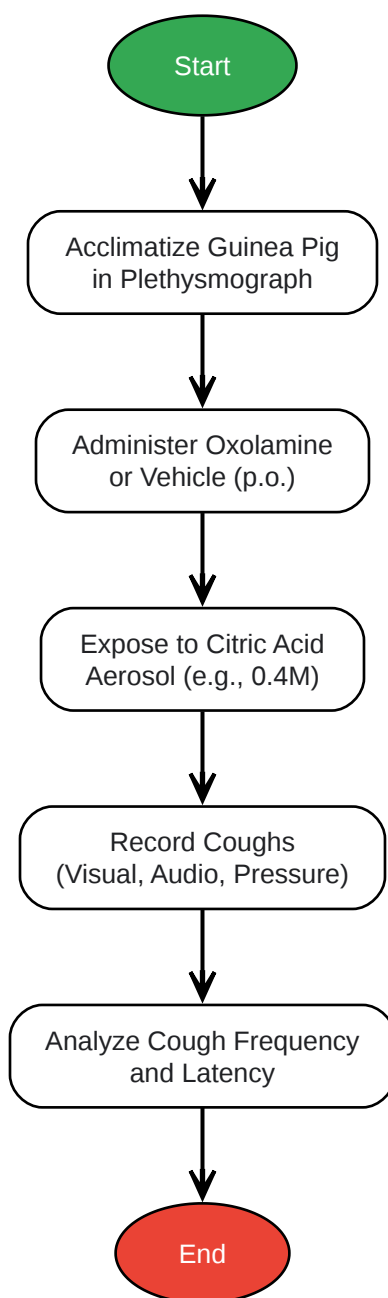 Start
Acclimatize Guinea Pig
in Plethysmograph
Administer Oxolamine
or Vehicle (p.o.)
Expose to Citric Acid
Aerosol (e.g., 0.4M)
Record Coughs
(Visual, Audio, Pressure)
Analyze Cough Frequency
and Latency
End